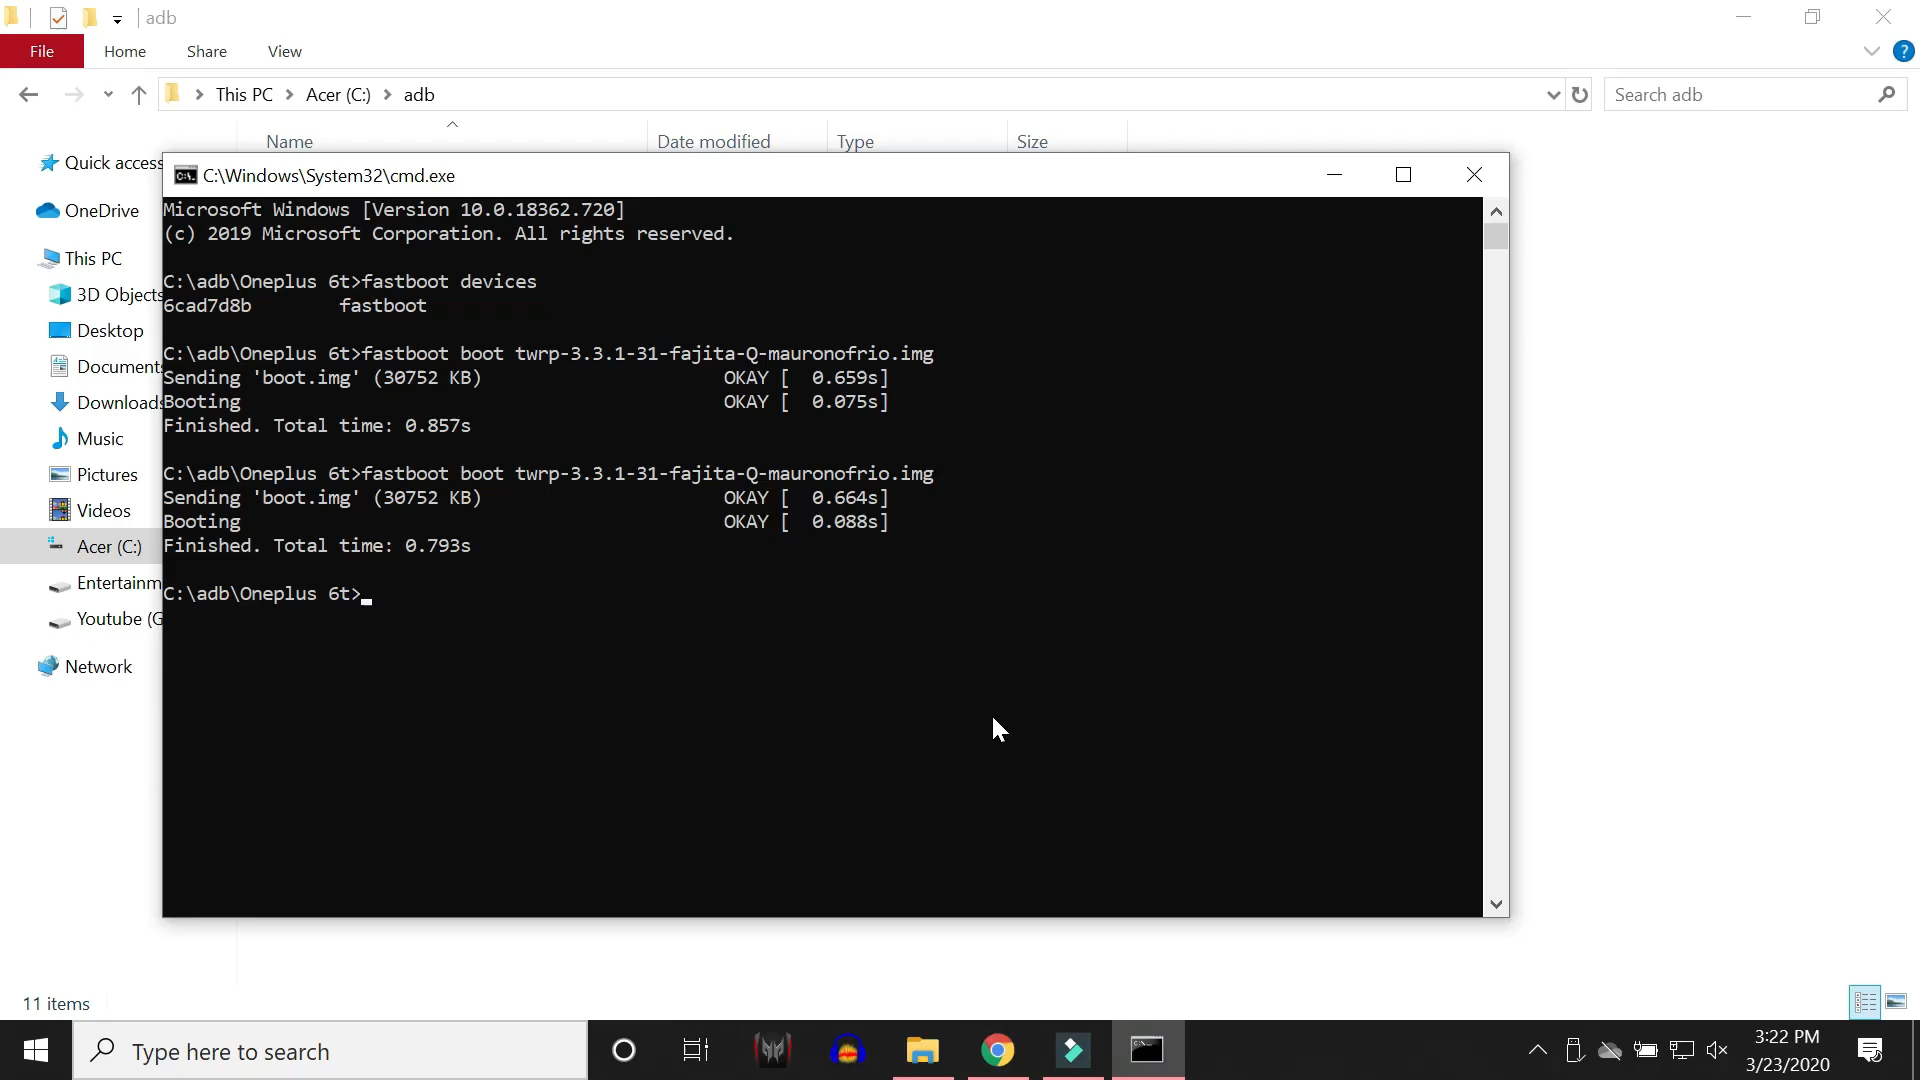 adb
File Home Share View
This PC Acer (C:) adb
Search adb
Name Date modified Type Size
Quick access
OneDrive
This PC
3D Objects
Desktop
Documents
Downloads
Music
Pictures
Videos
Acer (C:)
Entertainm
Youtube (G
Network
C:\Windows\System32\cmd.exe
Microsoft Windows [Version 10.0.18362.720]
(c) 2019 Microsoft Corporation. All rights reserved.
C:\adb\Oneplus 6t>fastboot devices
6cad7d8b fastboot
C:\adb\Oneplus 6t>fastboot boot twrp-3.3.1-31-fajita-Q-mauronofrio.img
Sending 'boot.img' (30752 KB) OKAY [ 0.659s]
Booting OKAY [ 0.075s]
Finished. Total time: 0.857s
C:\adb\Oneplus 6t>fastboot boot twrp-3.3.1-31-fajita-Q-mauronofrio.img
Sending 'boot.img' (30752 KB) OKAY [ 0.664s]
Booting OKAY [ 0.088s]
Finished. Total time: 0.793s
C:\adb\Oneplus 6t>
11 items
Type here to search
3:22 PM
3/23/2020